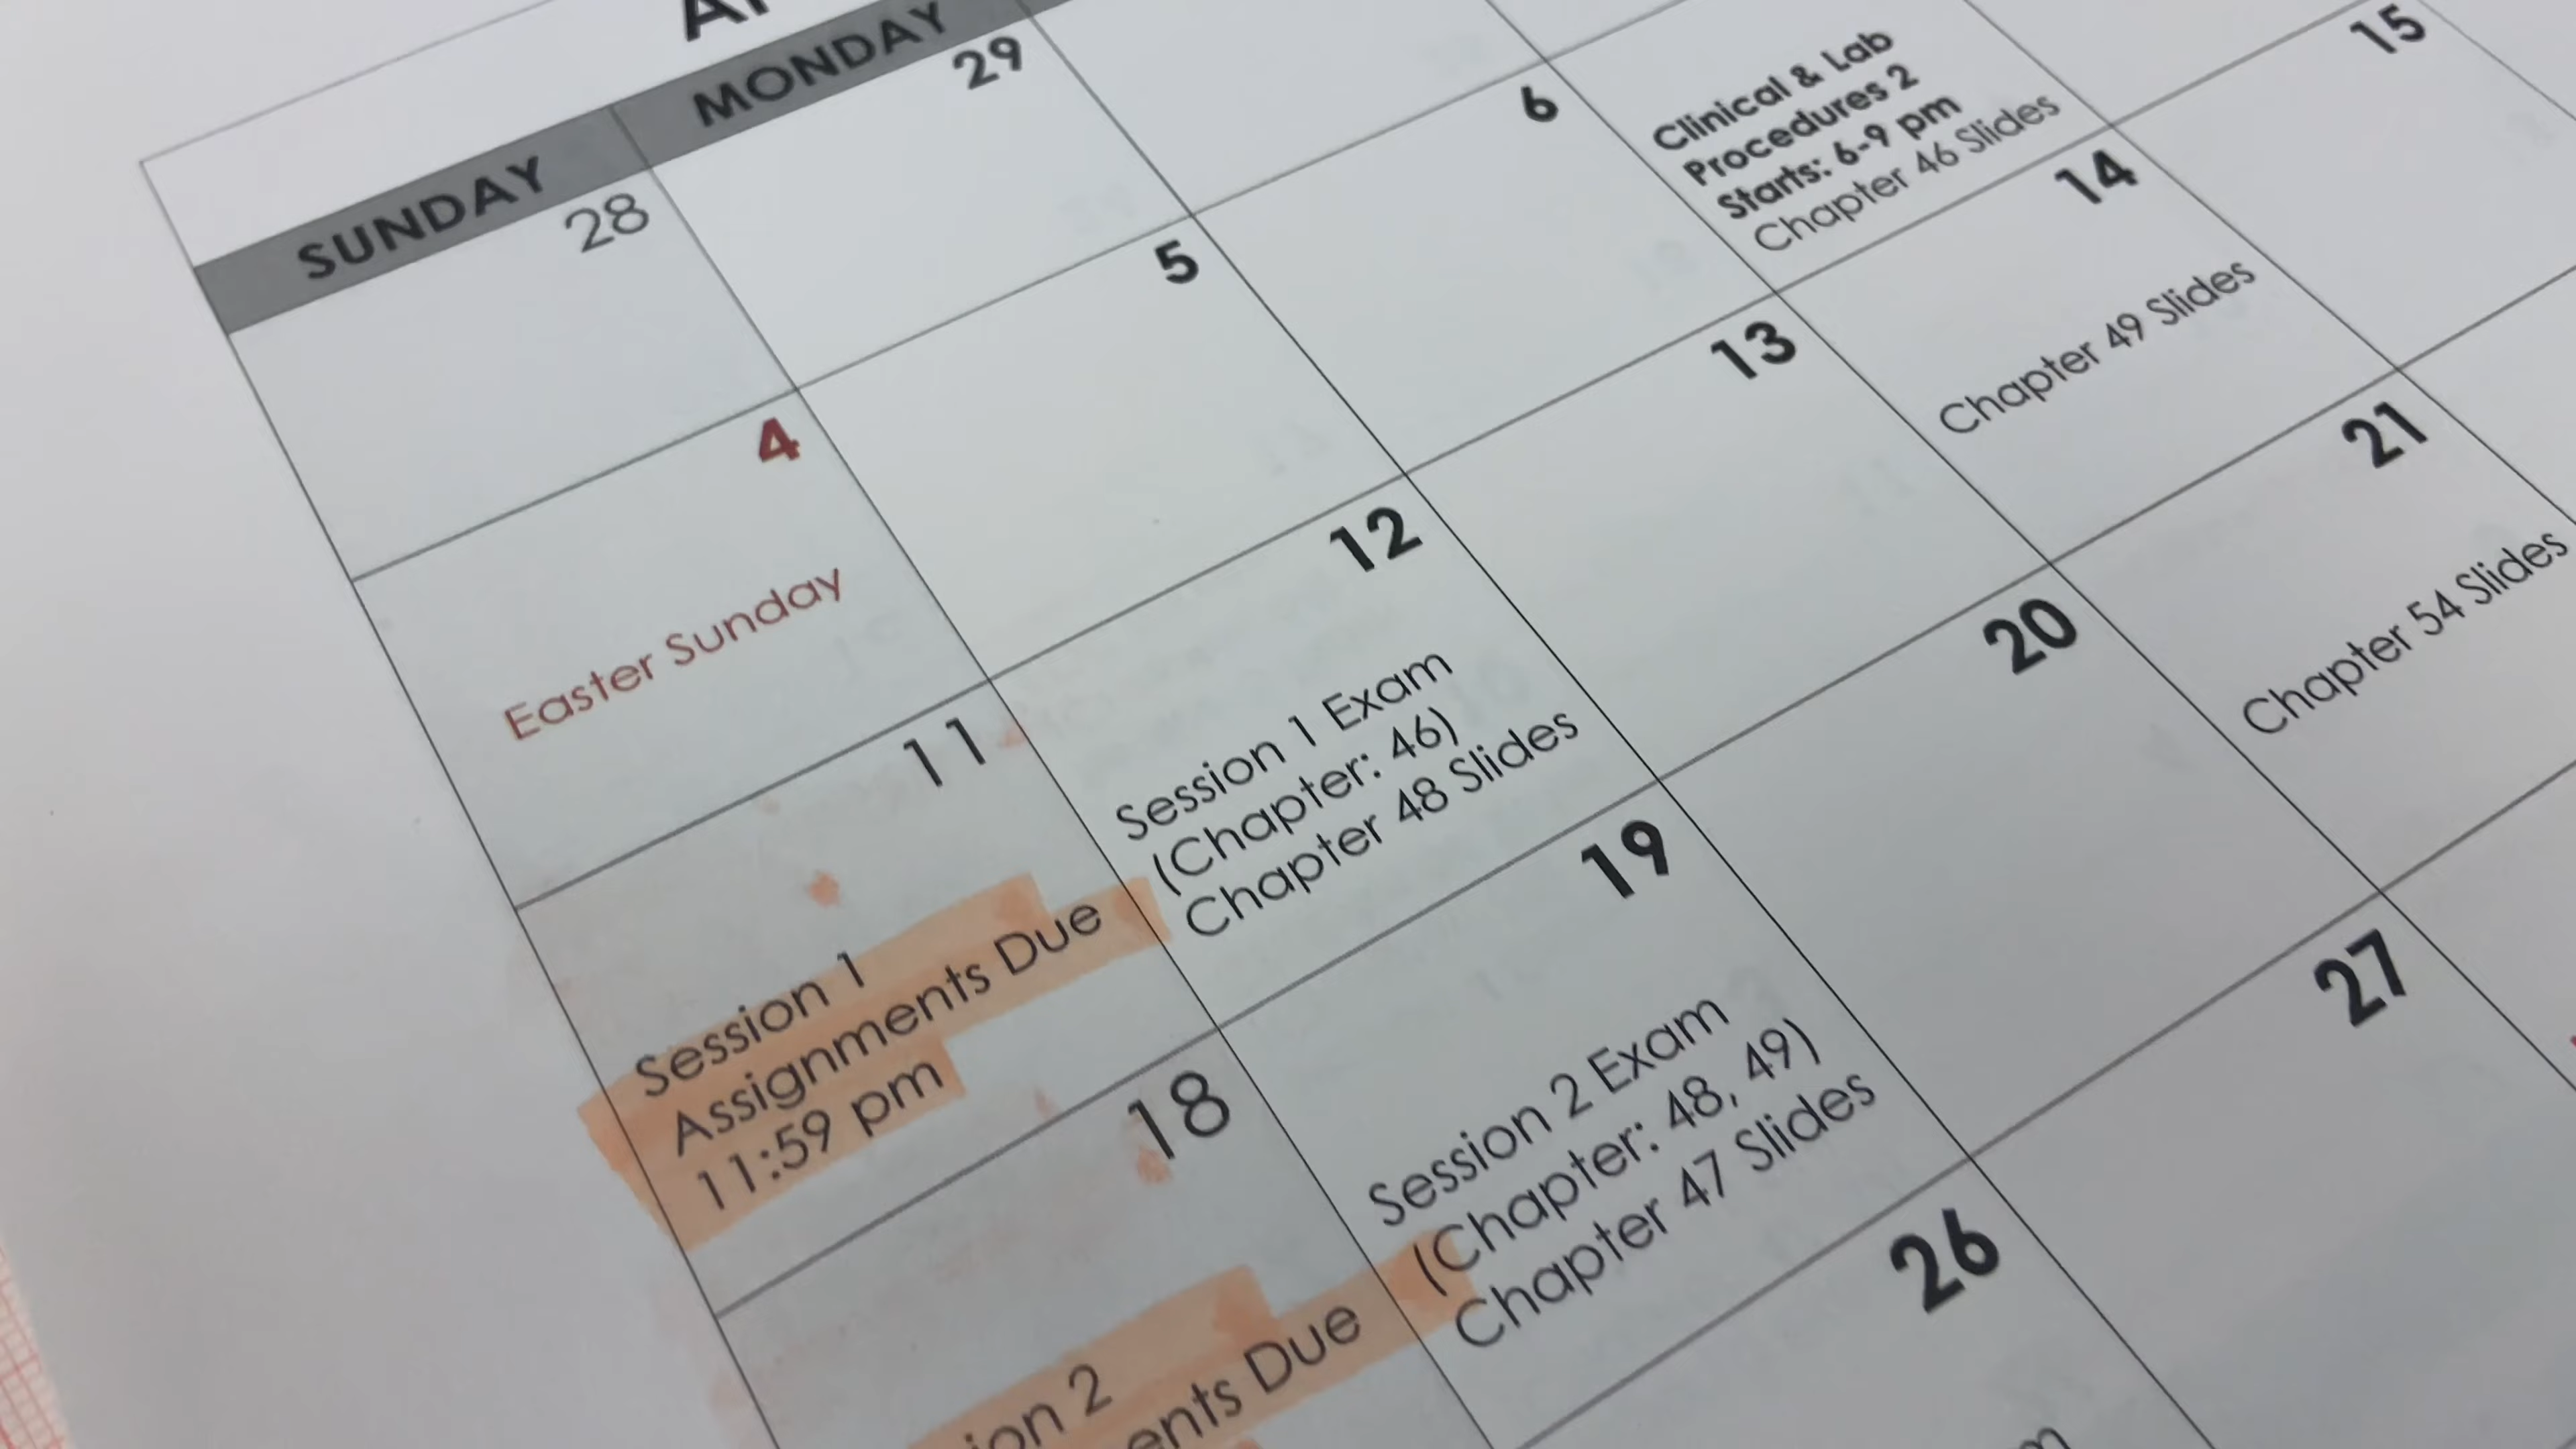 SUNDAY MONDAY
28 29
4 5 6
Easter Sunday
Clinical & Lab
Procedures 2
Starts: 6-9 pm
Chapter 46 Slides
11 12 13 14 15
Session 1
Assignments Due
11:59 pm
Session 1 Exam
(Chapter: 46)
Chapter 48 Slides
Chapter 49 Slides
18 19 20 21
2
Due
Session 2 Exam
(Chapter: 48, 49)
Chapter 47 Slides
Chapter 54 Slides
26 27